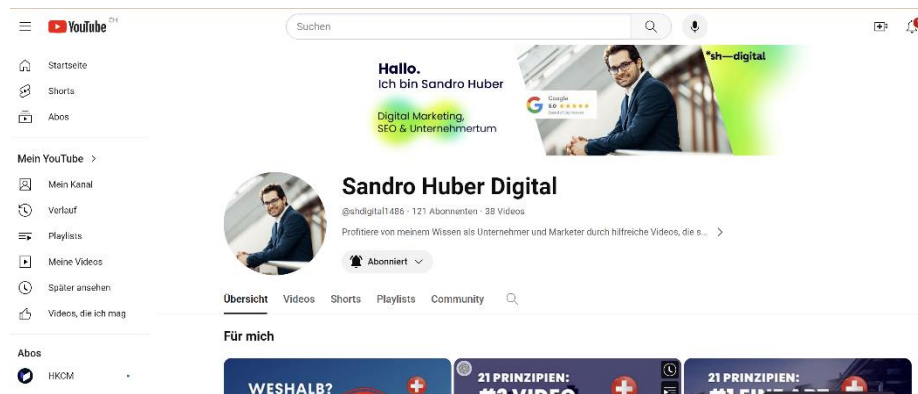 YouTube CH
Suchen
Startseite
Shorts
Abos
Mein YouTube >
Mein Kanal
Verlauf
Playlists
Meine Videos
Später ansehen
Videos, die ich mag
Abos
HKCM
Hallo.
Ich bin Sandro Huber
Digital Marketing,
SEO & Unternehmertum
Google
5.0
*sh—digital
Sandro Huber Digital
@shdigital1486 · 121 Abonnenten · 38 Videos
Profitiere von meinem Wissen als Unternehmer und Marketer durch hilfreiche Videos, die s... >
Abonniert
Übersicht Videos Shorts Playlists Community
Für mich
WESHALB?
21 PRINZIPIEN:
#2 VIDEO
21 PRINZIPIEN: